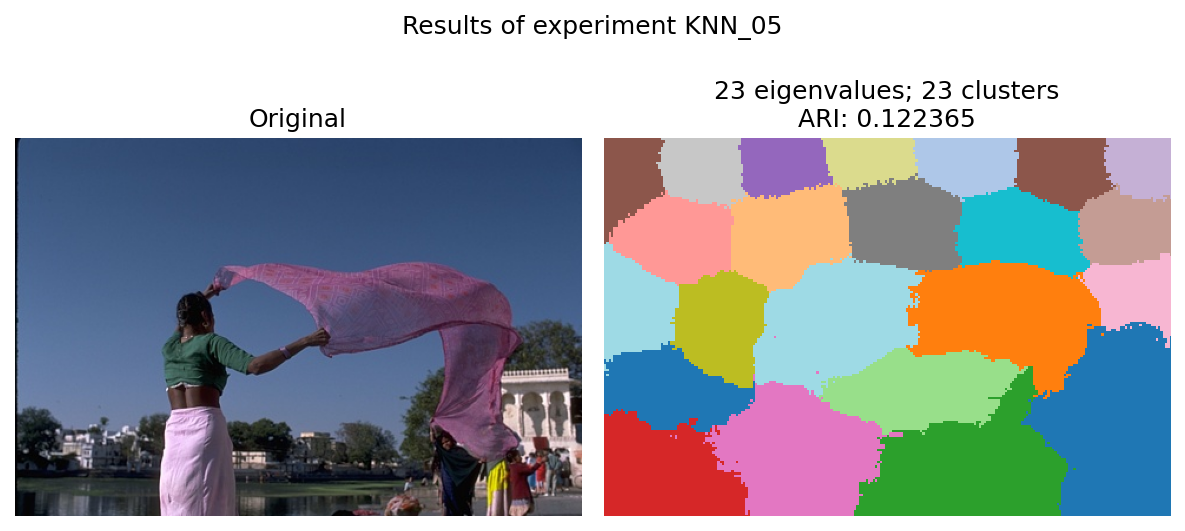 Results of experiment KNN_05
Original
23 eigenvalues; 23 clusters
ARI: 0.122365